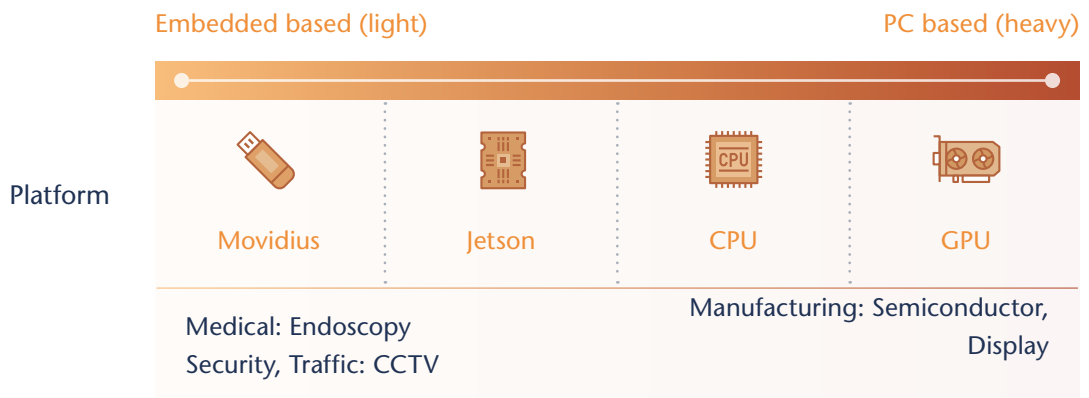 Embedded based (light)
PC based (heavy)
Platform
CPU
Movidius
Jetson
CPU
GPU
Medical: Endoscopy
Security, Traffic: CCTV
Manufacturing: Semiconductor,
Display